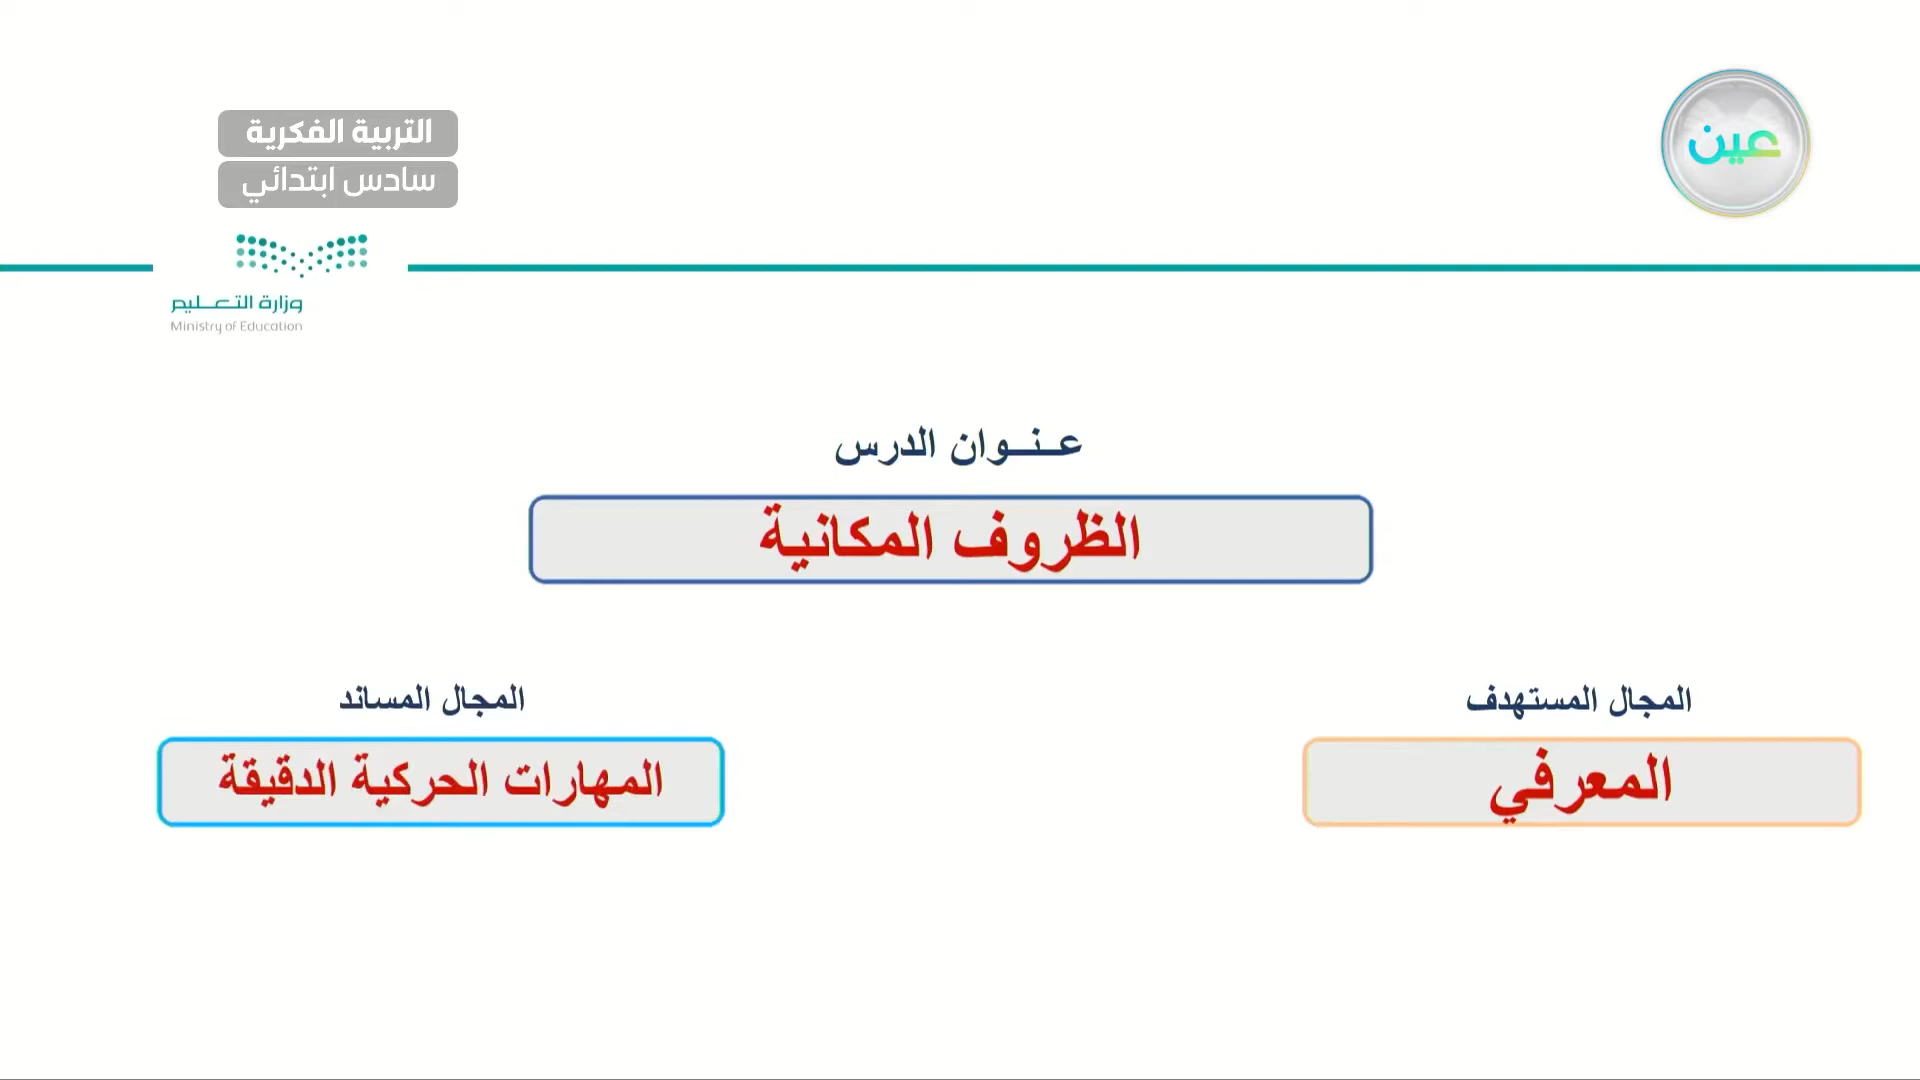 عين
التربية الفكرية
سادس ابتدائي
وزارة التعليم
Ministry of Education
عنوان الدرس
الظروف المكانية
المجال المستهدف
المعرفي
المجال المساند
المهارات الحركية الدقيقة